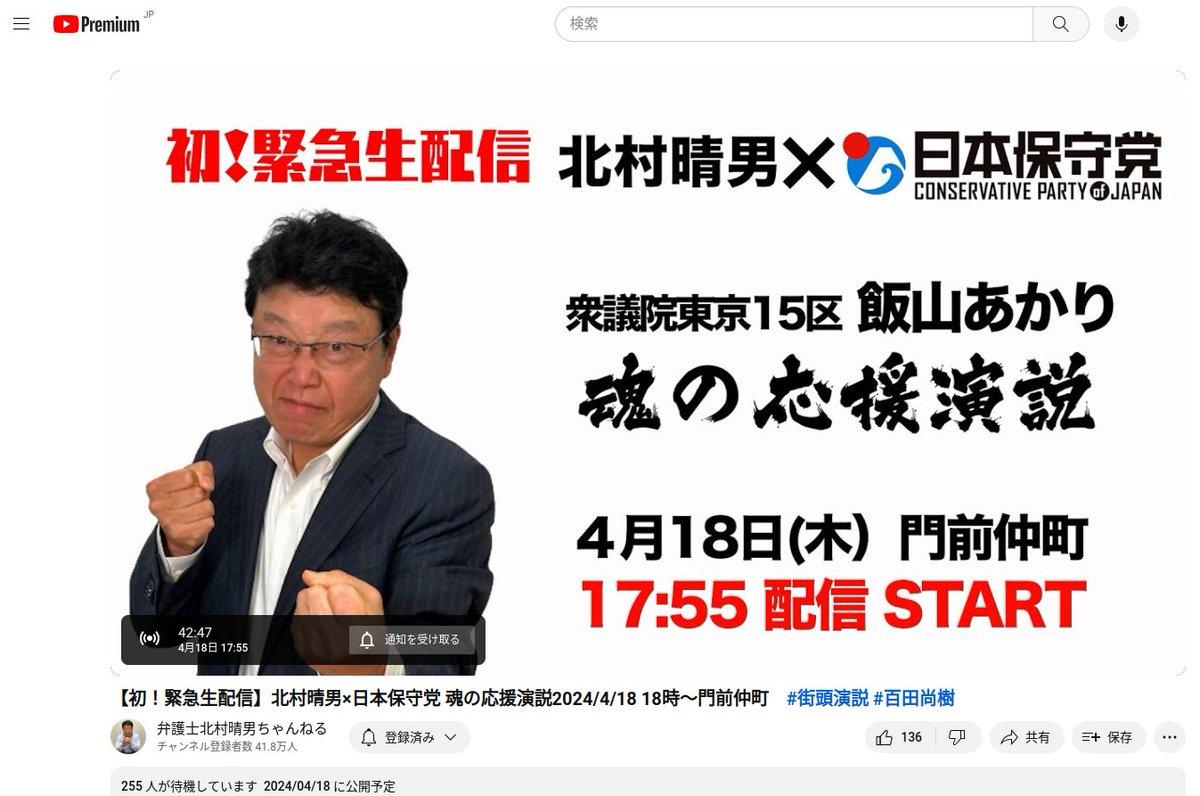 Premium JP
検索
初!緊急生配信 北村晴男×日本保守党
CONSERVATIVE PARTY of JAPAN
衆議院東京15区 飯山あかり
魂の応援演説
4月18日(木) 門前仲町
17:55 配信 START
42:47
4月18日 17:55
通知を受け取る
【初！緊急生配信】北村晴男×日本保守党 魂の応援演説2024/4/18 18時～門前仲町 #街頭演説 #百田尚樹
弁護士北村晴男ちゃんねる
チャンネル登録者数 41.8万人
登録済み
136
共有
保存
255 人が待機しています 2024/04/18 に公開予定